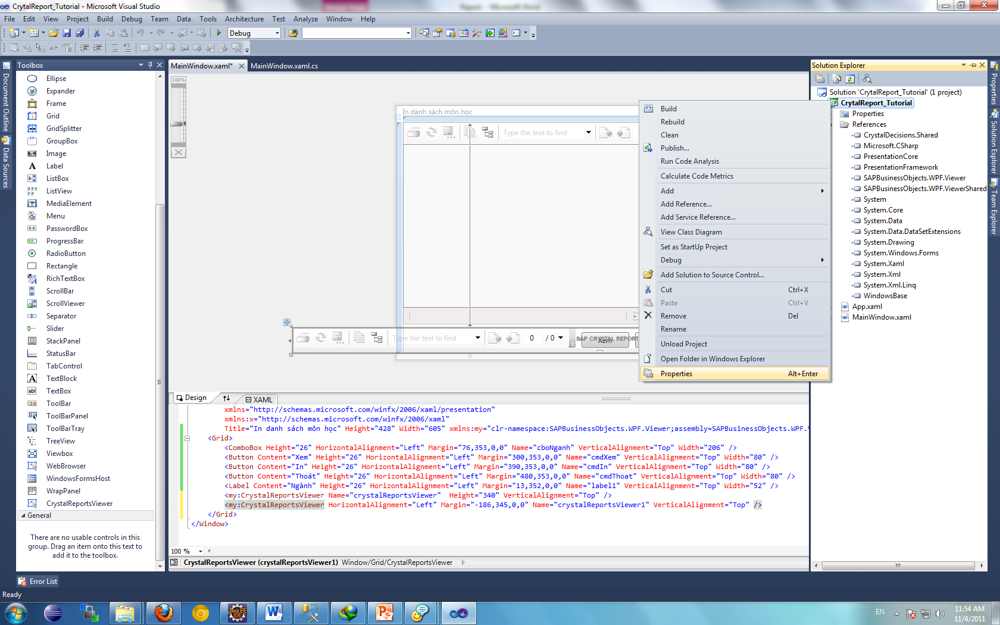 CrytalReport_Tutorial - Microsoft Visual Studio
File Edit View Project Build Debug Team Data Tools Architecture Test Analyze Window Help
Debug
Toolbox
Ellipse
Expander
Frame
Grid
GridSplitter
GroupBox
Image
Label
ListBox
ListView
MediaElement
Menu
PasswordBox
ProgressBar
RadioButton
Rectangle
RichTextBox
ScrollBar
ScrollViewer
Separator
Slider
StackPanel
StatusBar
TabControl
TextBlock
TextBox
ToolBar
ToolBarPanel
ToolBarTray
TreeView
Viewbox
WebBrowser
WindowsFormsHost
WrapPanel
CrystalReportsViewer
General
There are no usable controls in this
group. Drag an item onto this text to
add it to the toolbox.
Document Outline
Data Sources
MainWindow.xaml* MainWindow.xaml.cs
100%
In danh sách môn học
Type the text to find
Type the text to find 0 / 0 SAP CRYSTAL REPORT
Xem
Build
Rebuild
Clean
Publish...
Run Code Analysis
Calculate Code Metrics
Add
Add Reference...
Add Service Reference...
View Class Diagram
Set as StartUp Project
Debug
Add Solution to Source Control...
Cut Ctrl+X
Paste Ctrl+V
Remove Del
Rename
Unload Project
Open Folder in Windows Explorer
Properties Alt+Enter
Design XAML
xmlns="http://schemas.microsoft.com/winfx/2006/xaml/presentation"
xmlns:x="http://schemas.microsoft.com/winfx/2006/xaml"
Title="In danh sách môn học" Height="428" Width="605" xmlns:my="clr-namespace:SAPBusinessObjects.WPF.Viewer;assembly=SAPBusinessObjects.WPF.
<Grid>
<ComboBox Height="26" HorizontalAlignment="Left" Margin="76,353,0,0" Name="cboNganh" VerticalAlignment="Top" Width="206" />
<Button Content="Xem" Height="26" HorizontalAlignment="Left" Margin="300,353,0,0" Name="cmdXem" VerticalAlignment="Top" Width="80" />
<Button Content="In" Height="26" HorizontalAlignment="Left" Margin="390,353,0,0" Name="cmdIn" VerticalAlignment="Top" Width="80" />
<Button Content="Thoát" Height="26" HorizontalAlignment="Left" Margin="480,353,0,0" Name="cmdThoat" VerticalAlignment="Top" Width="80" />
<Label Content="Ngành" Height="26" HorizontalAlignment="Left" Margin="13,352,0,0" Name="label1" VerticalAlignment="Top" Width="52" />
<my:CrystalReportsViewer Name="crystalReportsViewer" Height="340" VerticalAlignment="Top" />
<my:CrystalReportsViewer HorizontalAlignment="Left" Margin="-186,345,0,0" Name="crystalReportsViewer1" VerticalAlignment="Top" />
</Grid>
</Window>
100 %
CrystalReportsViewer (crystalReportsViewer1) Window/Grid/CrystalReportsViewer
Solution Explorer
Solution 'CrytalReport_Tutorial' (1 project)
CrytalReport_Tutorial
Properties
References
CrystalDecisions.Shared
Microsoft.CSharp
PresentationCore
PresentationFramework
SAPBusinessObjects.WPF.Viewer
SAPBusinessObjects.WPF.ViewerShared
System
System.Core
System.Data
System.Data.DataSetExtensions
System.Drawing
System.Windows.Forms
System.Xaml
System.Xml
System.Xml.Linq
WindowsBase
App.xaml
MainWindow.xaml
Properties
Solution Explorer
Team Explorer
Error List
Ready
Java EE
IDE
EN
11:54 AM
11/4/2011